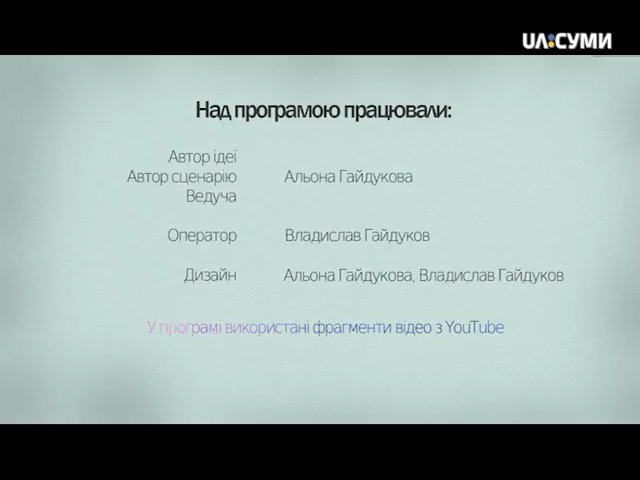 UA:СУМИ
Над програмою працювали:
Автор ідеї
Автор сценарію Альона Гайдукова
Ведуча
Оператор Владислав Гайдуков
Дизайн Альона Гайдукова, Владислав Гайдуков
У програмі використані фрагменти відео з YouTube